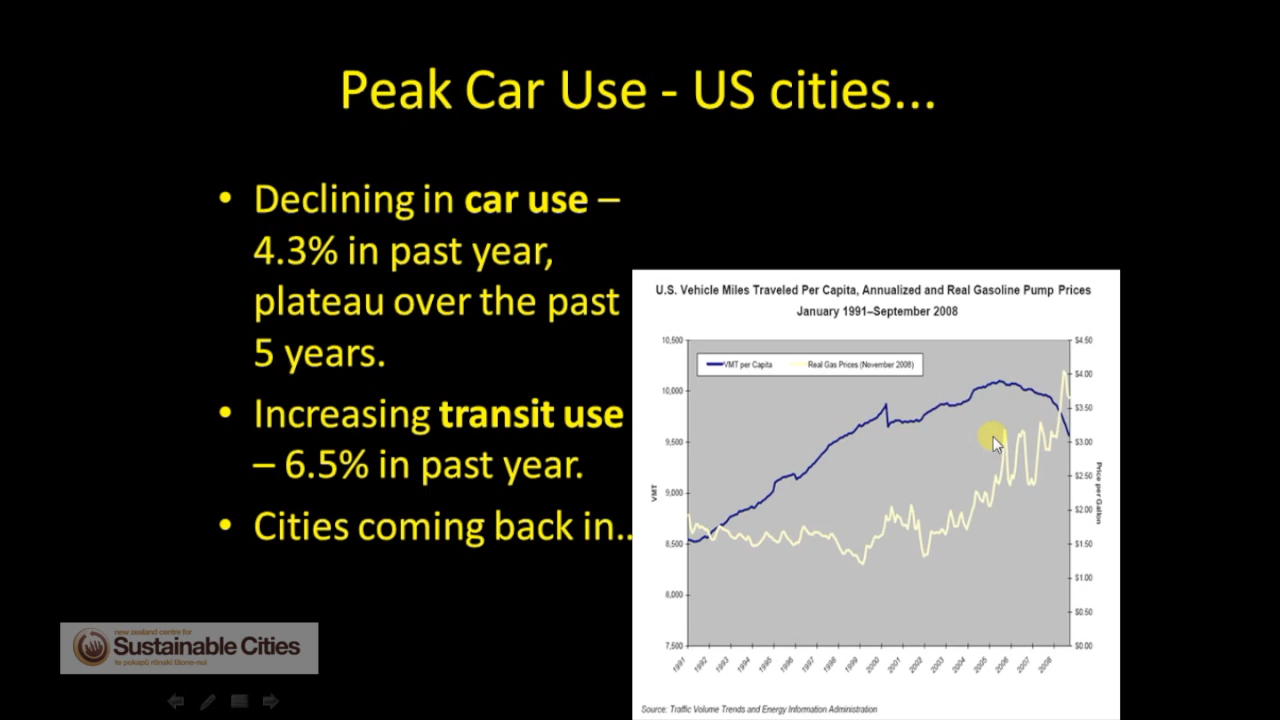 Peak Car Use - US cities...
• Declining in car use –
4.3% in past year,
plateau over the past
5 years.
• Increasing transit use
– 6.5% in past year.
• Cities coming back in..
U.S. Vehicle Miles Traveled Per Capita, Annualized and Real Gasoline Pump Prices
January 1991–September 2008
VMT per Capita
Real Gas Prices (November 2008)
10,500
10,000
9,500
9,000
8,500
8,000
7,500
VMT
$4.50
$4.00
$3.50
$3.00
$2.50
$2.00
$1.50
$1.00
$0.50
$0.00
Price per Gallon
1991 1992 1993 1994 1995 1996 1997 1998 1999 2000 2001 2002 2003 2004 2005 2006 2007 2008
Source: Traffic Volume Trends and Energy Information Administration
new zealand centre for
Sustainable Cities